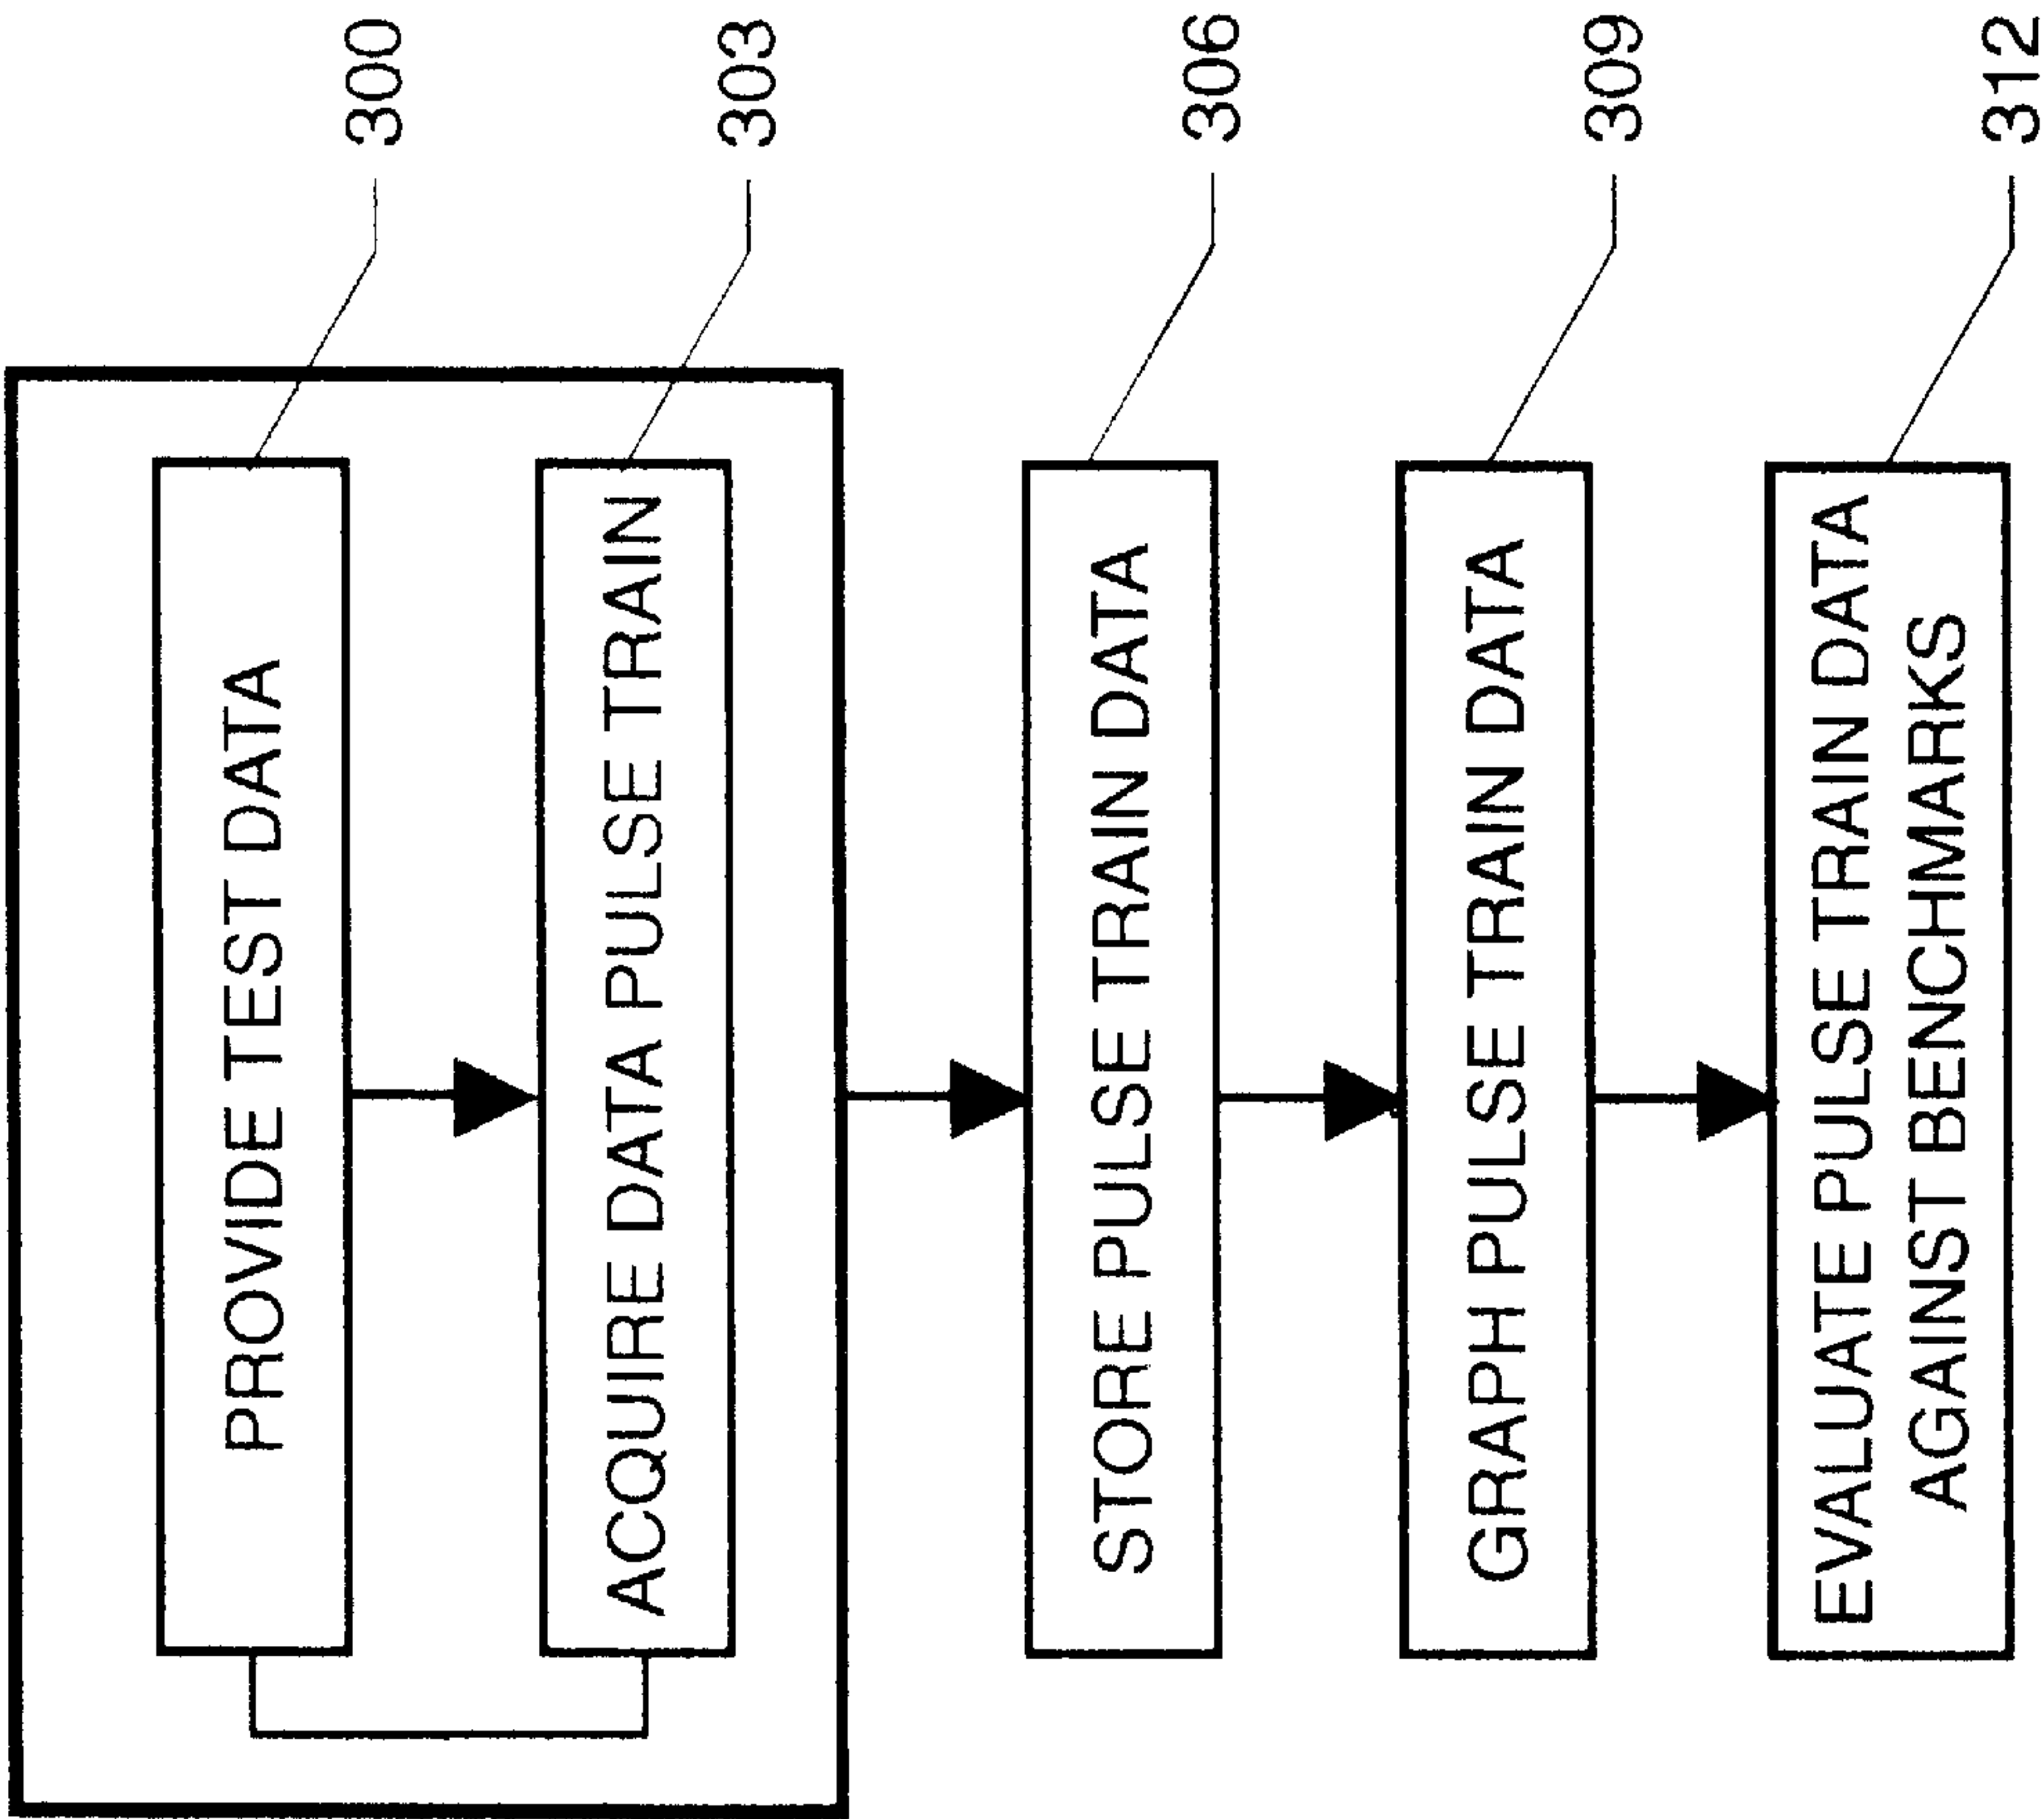 PROVIDE TEST DATA
300
ACQUIRE DATA PULSE TRAIN
303
STORE PULSE TRAIN DATA
306
GRAPH PULSE TRAIN DATA
309
EVALUATE PULSE TRAIN DATA
AGAINST BENCHMARKS
312